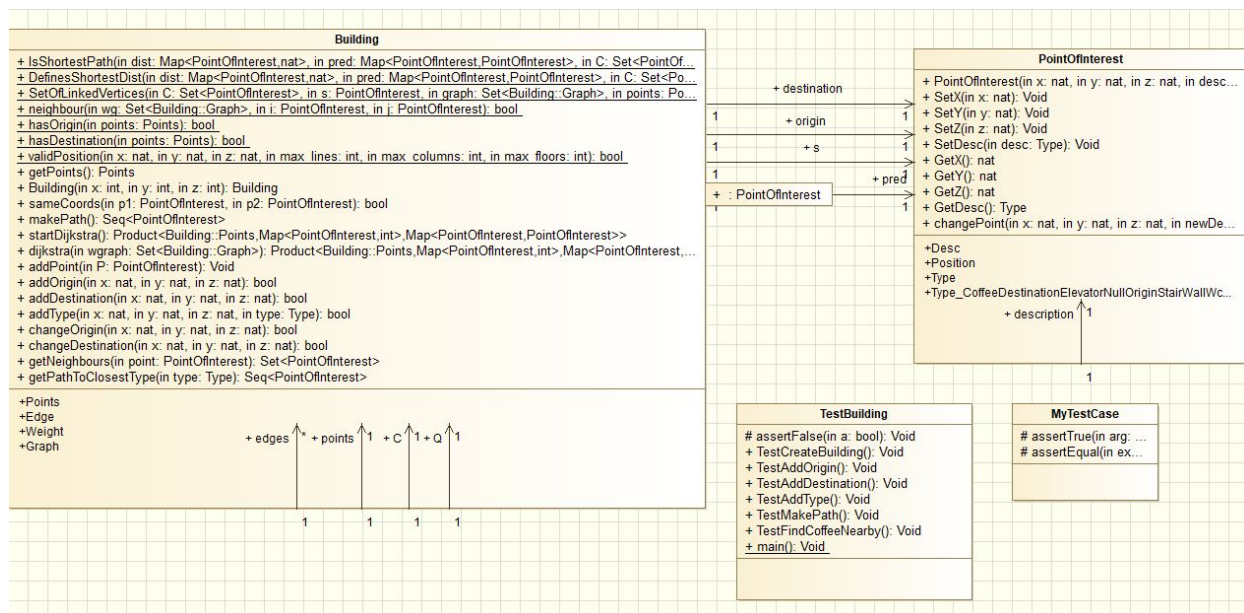 Building
+ IsShortestPath(in dist: Map<PointOfInterest,nat>, in pred: Map<PointOfInterest,PointOfInterest>, in C: Set<PointOf...
+ DefinesShortestDist(in dist: Map<PointOfInterest,nat>, in pred: Map<PointOfInterest,PointOfInterest>, in C: Set<Po...
+ SetOfLinkedVertices(in C: Set<PointOfInterest>, in s: PointOfInterest, in graph: Set<Building::Graph>, in points: Po...
+ neighbour(in wg: Set<Building::Graph>, in i: PointOfInterest, in j: PointOfInterest): bool
+ hasOrigin(in points: Points): bool
+ hasDestination(in points: Points): bool
+ validPosition(in x: nat, in y: nat, in z: nat, in max_lines: int, in max_columns: int, in max_floors: int): bool
+ getPoints(): Points
+ Building(in x: int, in y: int, in z: int): Building
+ sameCoords(in p1: PointOfInterest, in p2: PointOfInterest): bool
+ makePath(): Seq<PointOfInterest>
+ startDijkstra(): Product<Building::Points,Map<PointOfInterest,int>,Map<PointOfInterest,PointOfInterest>>
+ dijkstra(in wgraph: Set<Building::Graph>): Product<Building::Points,Map<PointOfInterest,int>,Map<PointOfInterest,...
+ addPoint(in P: PointOfInterest): Void
+ addOrigin(in x: nat, in y: nat, in z: nat): bool
+ addDestination(in x: nat, in y: nat, in z: nat): bool
+ addType(in x: nat, in y: nat, in z: nat, in type: Type): bool
+ changeOrigin(in x: nat, in y: nat, in z: nat): bool
+ changeDestination(in x: nat, in y: nat, in z: nat): bool
+ getNeighbours(in point: PointOfInterest): Set<PointOfInterest>
+ getPathToClosestType(in type: Type): Seq<PointOfInterest>
+Points
+Edge
+Weight
+Graph
+ edges * + points 1 + C 1 + Q 1
1 1 1 1
+ destination
1 1
+ origin
1 1
+ s
1 1
+ pred
+ : PointOfInterest
1 1
PointOfInterest
+ PointOfInterest(in x: nat, in y: nat, in z: nat, in desc...
+ SetX(in x: nat): Void
+ SetY(in y: nat): Void
+ SetZ(in z: nat): Void
+ SetDesc(in desc: Type): Void
+ GetX(): nat
+ GetY(): nat
+ GetZ(): nat
+ GetDesc(): Type
+ changePoint(in x: nat, in y: nat, in z: nat, in newDe...
+Desc
+Position
+Type
+Type_CoffeeDestinationElevatorNullOriginStairWallWc...
+ description 1
1
TestBuilding
# assertFalse(in a: bool): Void
+ TestCreateBuilding(): Void
+ TestAddOrigin(): Void
+ TestAddDestination(): Void
+ TestAddType(): Void
+ TestMakePath(): Void
+ TestFindCoffeeNearby(): Void
+ main(): Void
MyTestCase
# assertTrue(in arg: ...
# assertEqual(in ex...